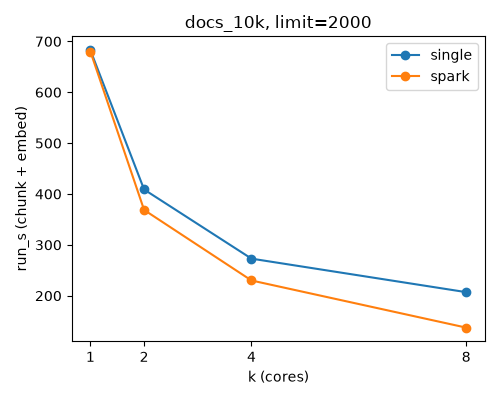 docs_10k, limit=2000
single
spark
run_s (chunk + embed)
700
600
500
400
300
200
1 2 4 8
k (cores)